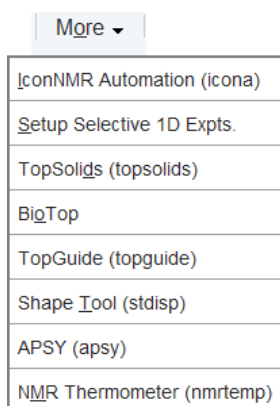 More
IconNMR Automation (icona)
Setup Selective 1D Expts.
TopSolids (topsolids)
BioTop
TopGuide (topguide)
Shape Tool (stdisp)
APSY (apsy)
NMR Thermometer (nmrtemp)